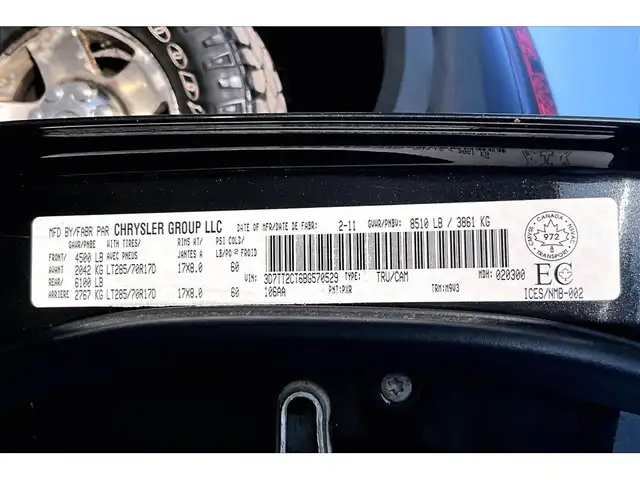 MFD BY/FABR PAR CHRYSLER GROUP LLC DATE OF MFR/DATE DE FABR: 2-11 GVWR/PNBV: 8510 LB / 3861 KG
GAWR/PNBE WITH TIRES/ RIMS AT/ PSI COLD/
FRONT/ 4500 LB AVEC PNEUS JANTES A LB/PO² FROID
AVANT 2042 KG LT285/70R17D 17X8.0 60
REAR/ 6100 LB
ARRIERE 2767 KG LT285/70R17D 17X8.0 60
VIN: 3D7TT2CT6BG570529 TYPE: TRU/CAM MDH: 020300
106AA PNT: PXR TRM: M9V3
CANADA
972
TRANSPORT
EC
ICES/NMB-002